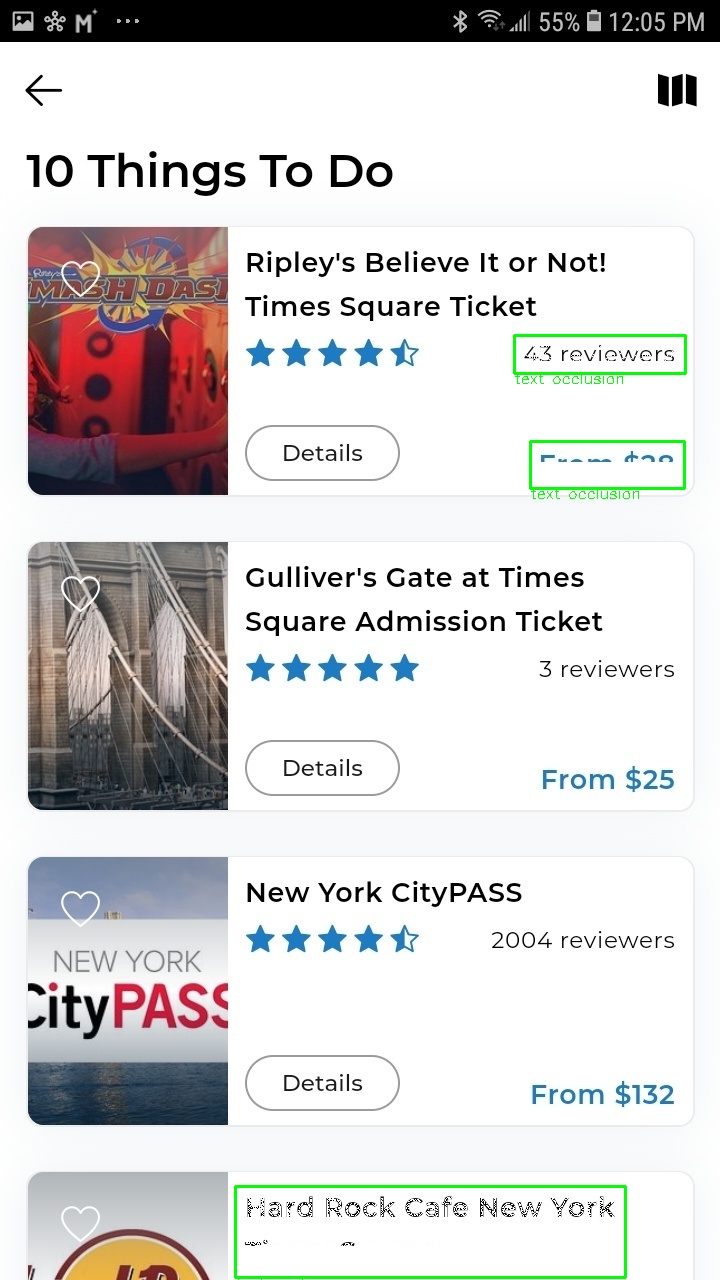 55% 12:05 PM
10 Things To Do
Ripley's
SMASH DASH
Ripley's Believe It or Not!
Times Square Ticket
43 reviewers
text occlusion
Details
From $28
text occlusion
Gulliver's Gate at Times
Square Admission Ticket
3 reviewers
Details
From $25
NEW YORK
CityPASS
New York CityPASS
2004 reviewers
Details
From $132
Hard Rock Cafe New York